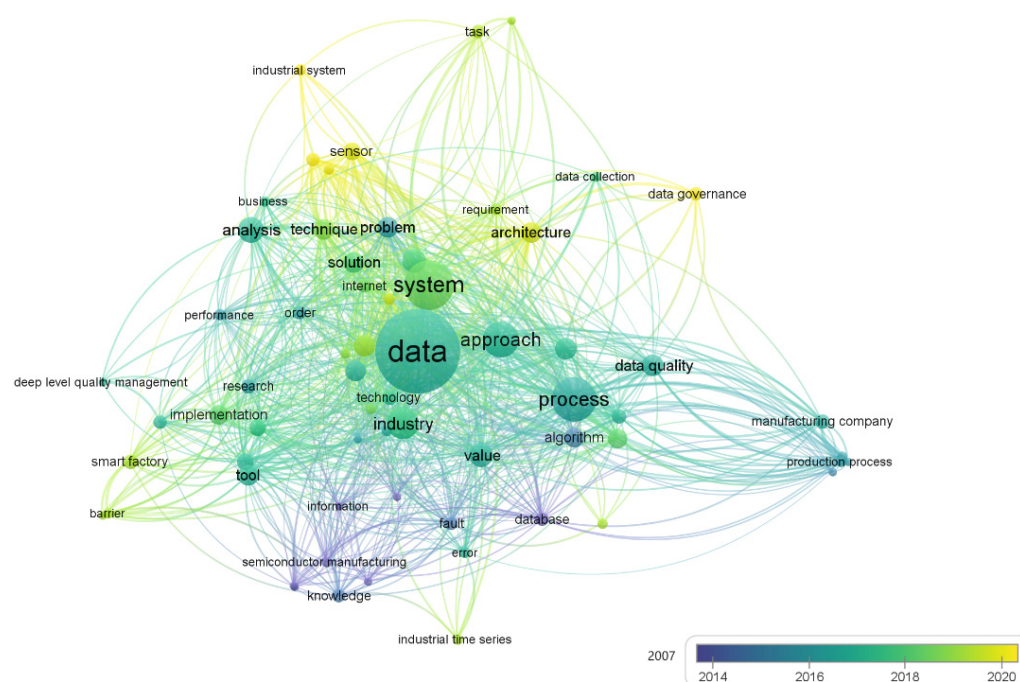 task
industrial system
sensor
data collection
data governance
business
requirement
analysis
technique
problem
architecture
solution
internet
system
performance
order
approach
data
data quality
deep level quality management
research
technology
process
implementation
industry
manufacturing company
algorithm
value
smart factory
production process
tool
information
barrier
fault
database
error
semiconductor manufacturing
knowledge
industrial time series
2007
2014
2016
2018
2020